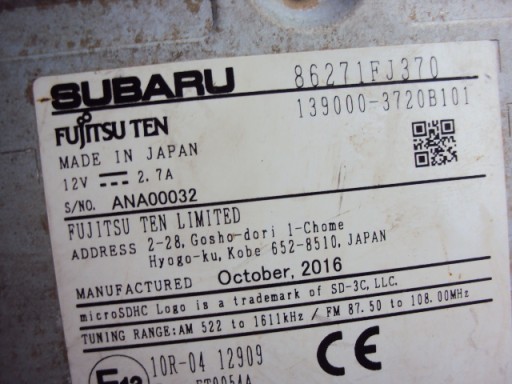 SUBARU 86271FJ370
139000-3720B101
FUJITSU TEN
MADE IN JAPAN
12V 2.7A
S/NO. ANA00032
FUJITSU TEN LIMITED
ADDRESS 2-28, Gosho-dori 1-Chome
Hyogo-ku, Kobe 652-8510, JAPAN
MANUFACTURED October, 2016
microSDHC Logo is a trademark of SD-3C, LLC.
TUNING RANGE:AM 522 to 1611kHz / FM 87.50 to 108.00MHz
10R-04 12909 CE